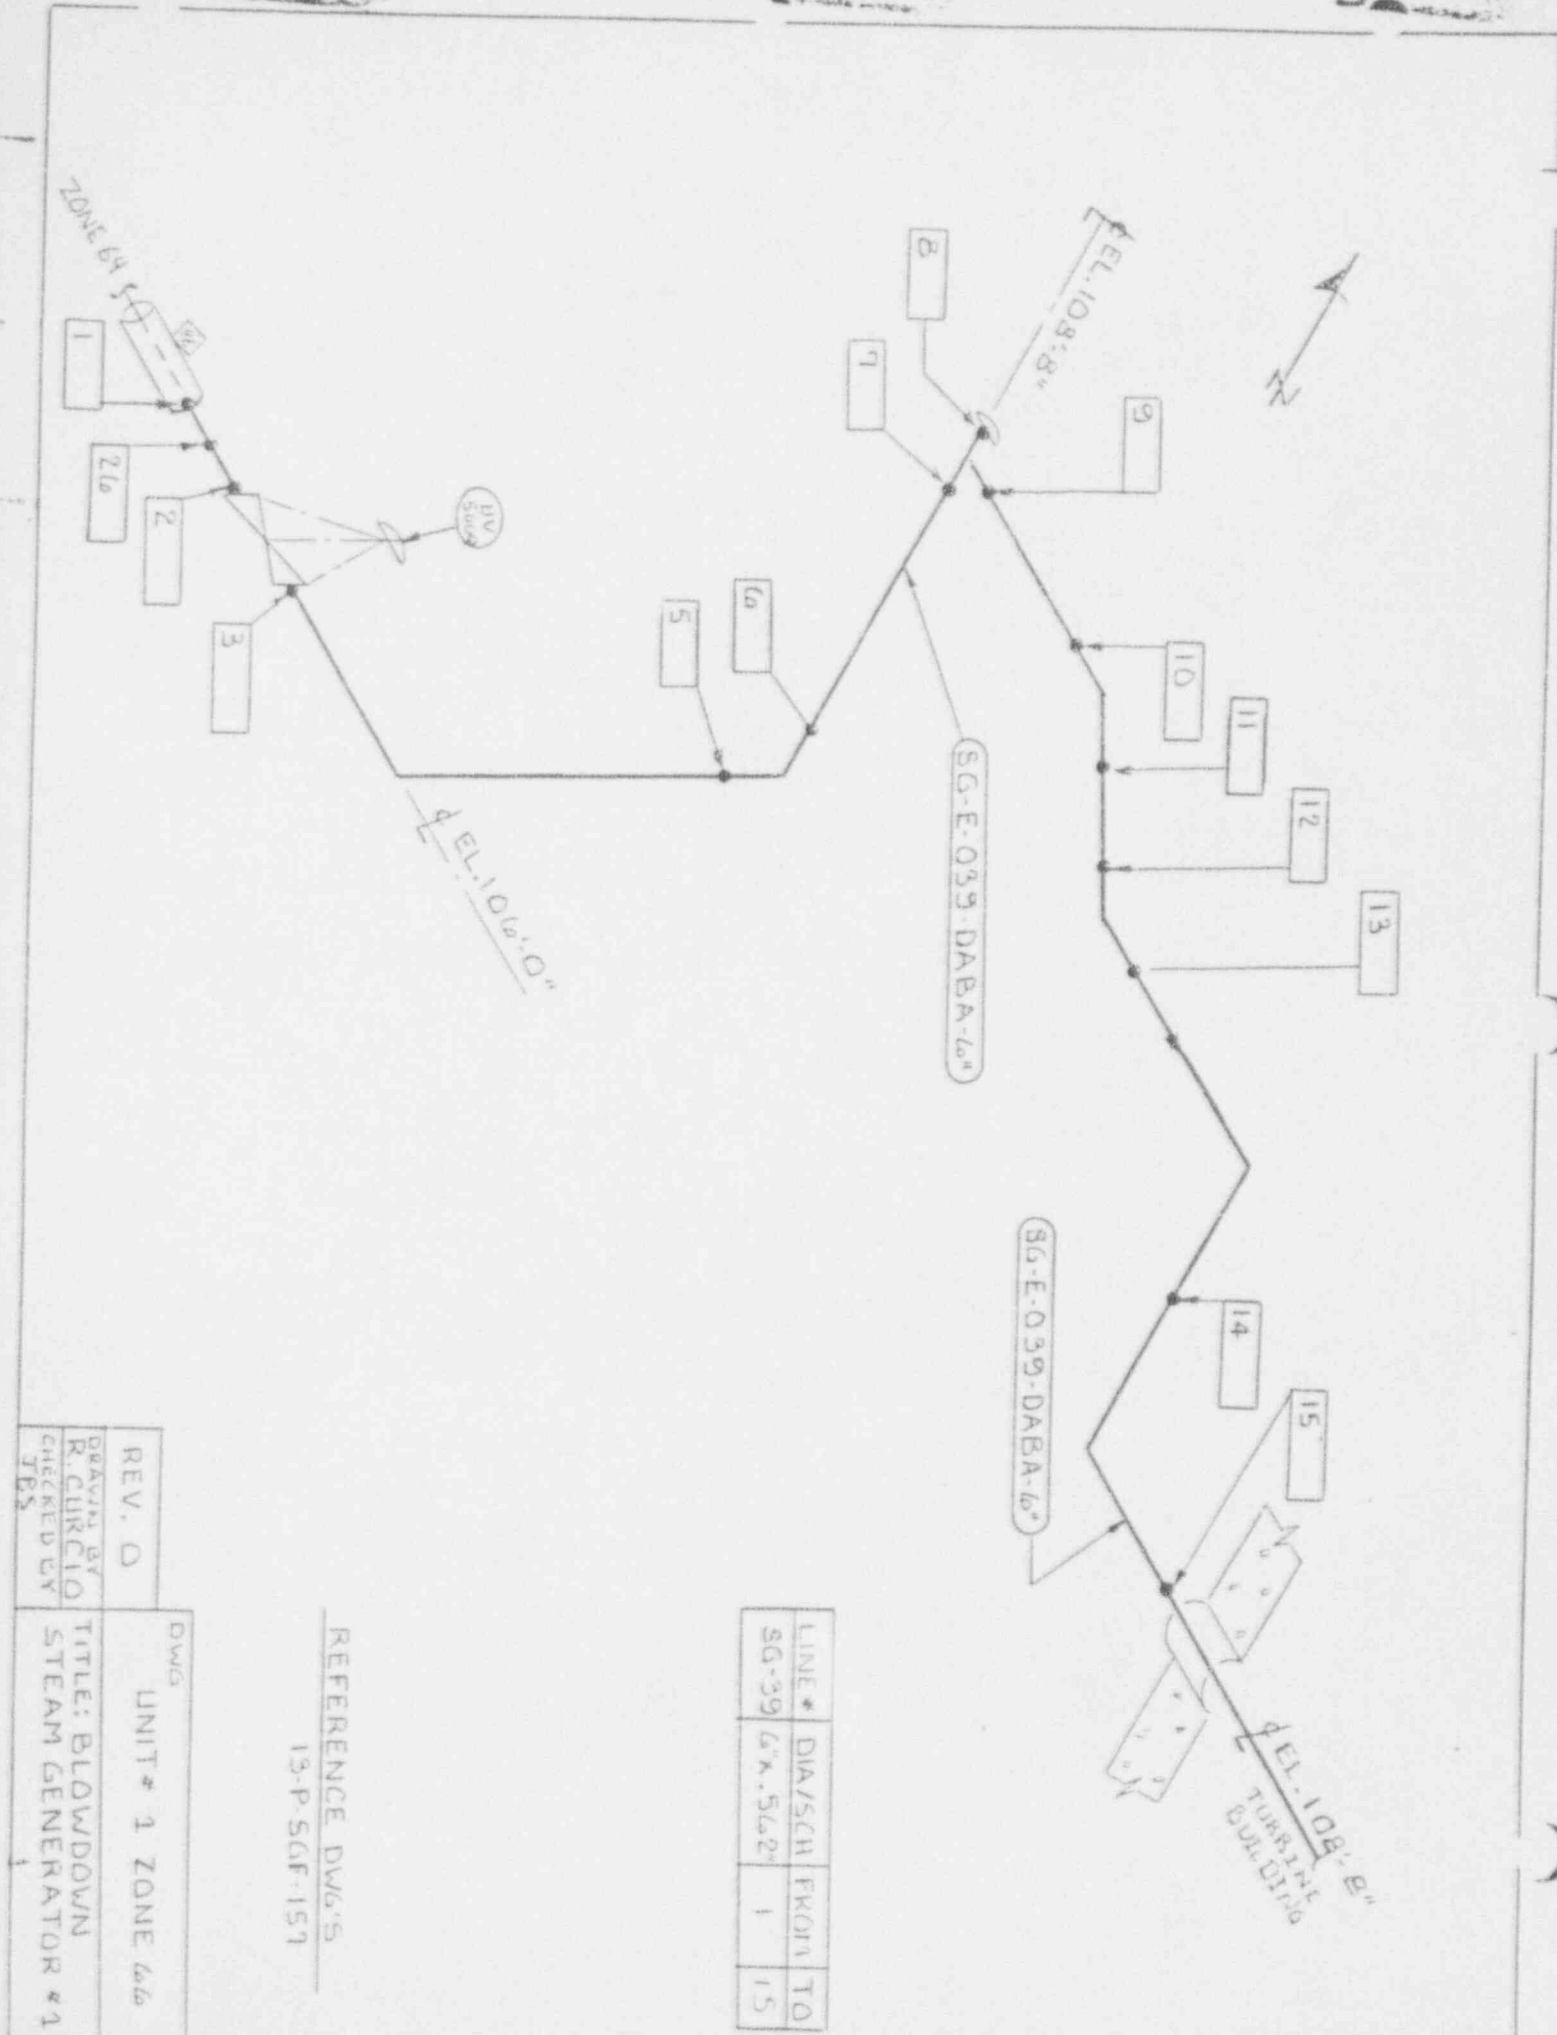 ZONE 64
1
26
2
3
5
6
7
8
9
10
11
12
13
14
15
℄ EL. 108'-8"
℄ EL. 106'-0"
SG-E-039-DABA-6"
SG-E-039-DABA-6"
℄ EL. 108'-8"
TURBINE
BUILDING
N
UV
LINE # DIA/SCH FROM TO
SG-39 6"x.562" 1 15
REFERENCE DWG'S
13-P-SGF-157
REV. 0
DRAWN BY
R. CURCIO
CHECKED BY
JBS
DWG
UNIT # 1 ZONE 66
TITLE: BLOWDOWN
STEAM GENERATOR #1